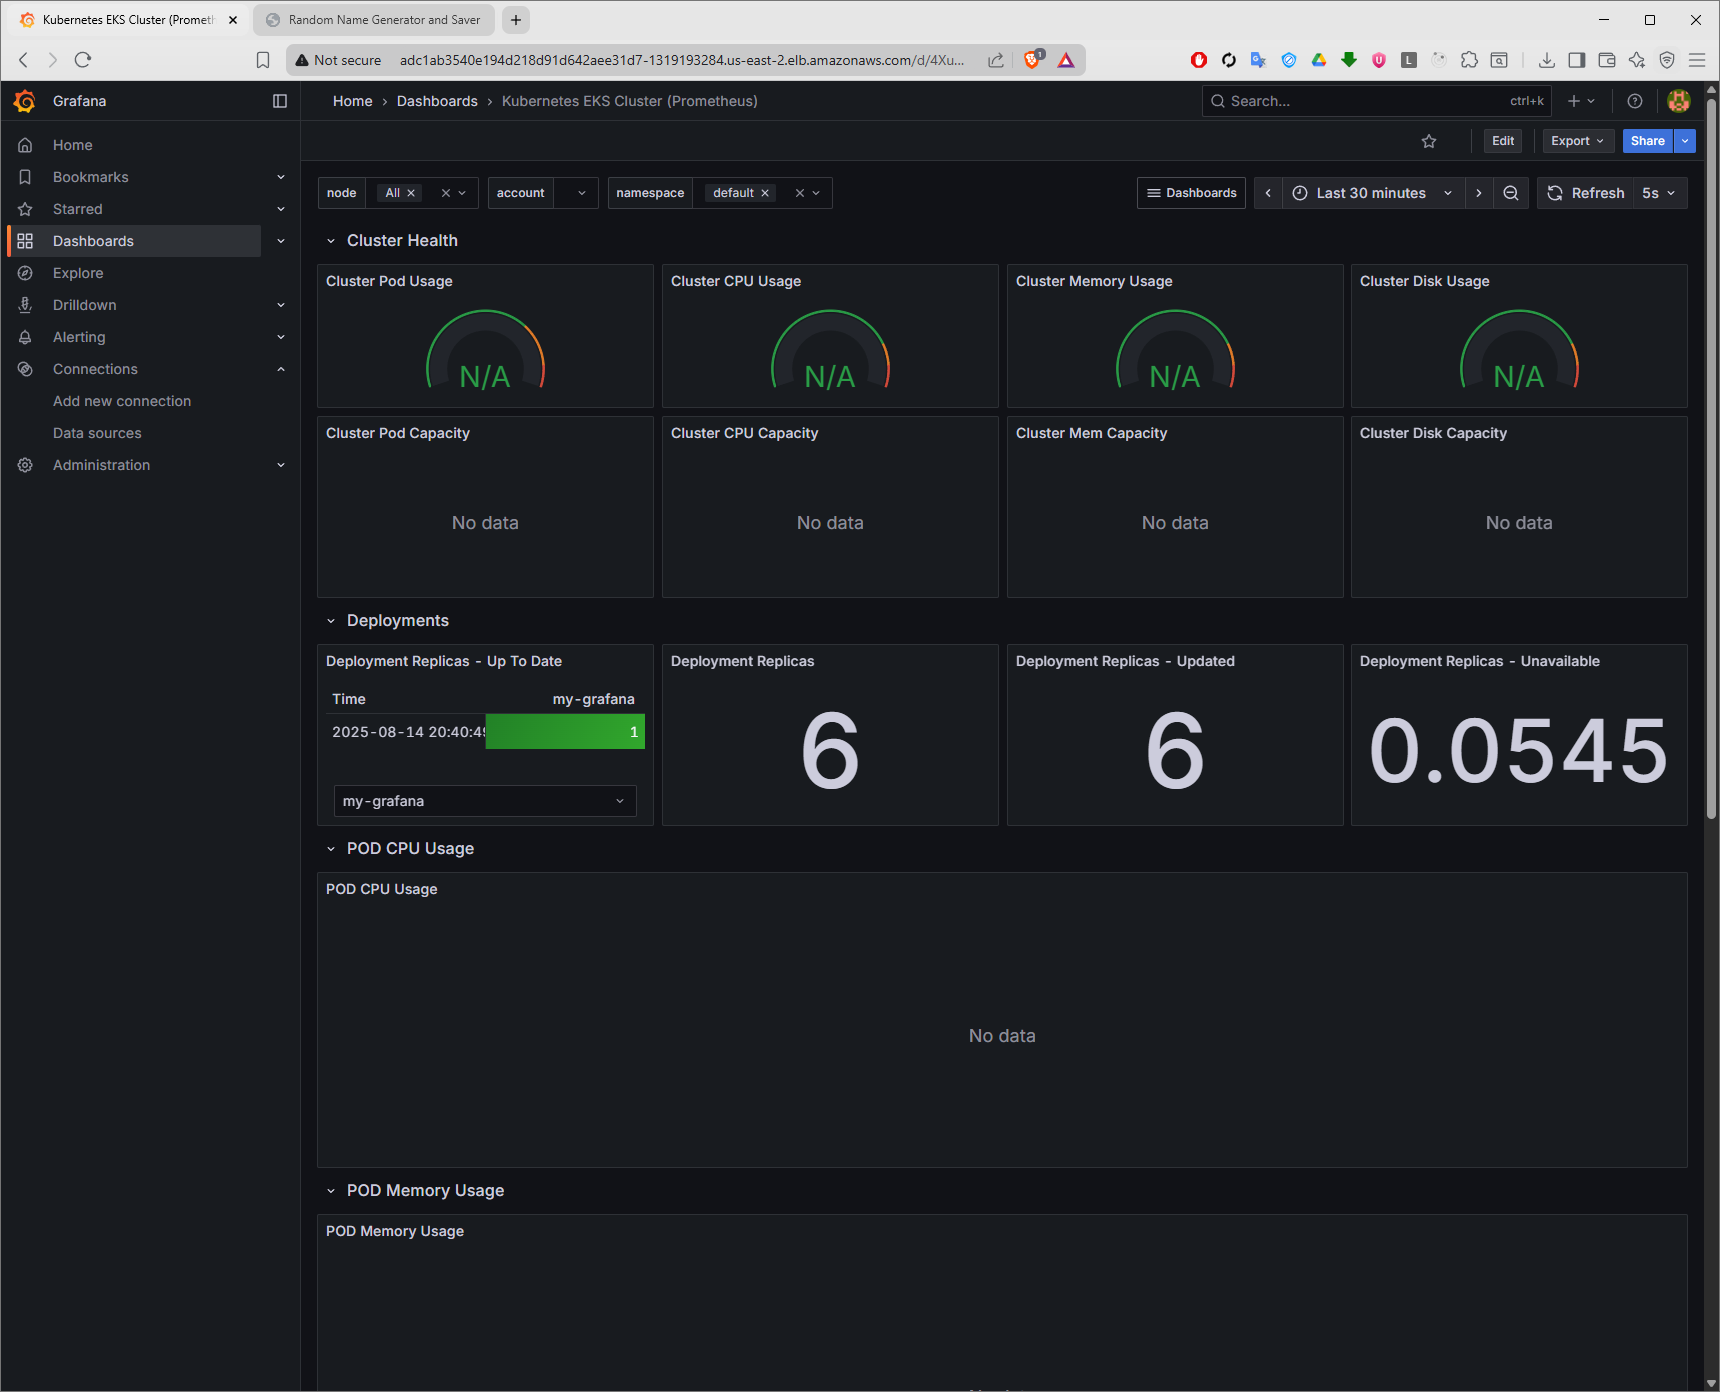 Kubernetes EKS Cluster (Prometh
Random Name Generator and Saver
Not secure
adc1ab3540e194d218d91d642aee31d7-1319193284.us-east-2.elb.amazonaws.com/d/4Xu...
1
Grafana
Home › Dashboards › Kubernetes EKS Cluster (Prometheus)
Search...
ctrl+k
Home
Bookmarks
Starred
Dashboards
Explore
Drilldown
Alerting
Connections
Add new connection
Data sources
Administration
Edit
Export
Share
node
All
account
namespace
default
Dashboards
Last 30 minutes
Refresh
5s
Cluster Health
Cluster Pod Usage
N/A
Cluster CPU Usage
N/A
Cluster Memory Usage
N/A
Cluster Disk Usage
N/A
Cluster Pod Capacity
No data
Cluster CPU Capacity
No data
Cluster Mem Capacity
No data
Cluster Disk Capacity
No data
Deployments
Deployment Replicas - Up To Date
Time
my-grafana
2025-08-14 20:40:49
1
my-grafana
Deployment Replicas
6
Deployment Replicas - Updated
6
Deployment Replicas - Unavailable
0.0545
POD CPU Usage
POD CPU Usage
No data
POD Memory Usage
POD Memory Usage